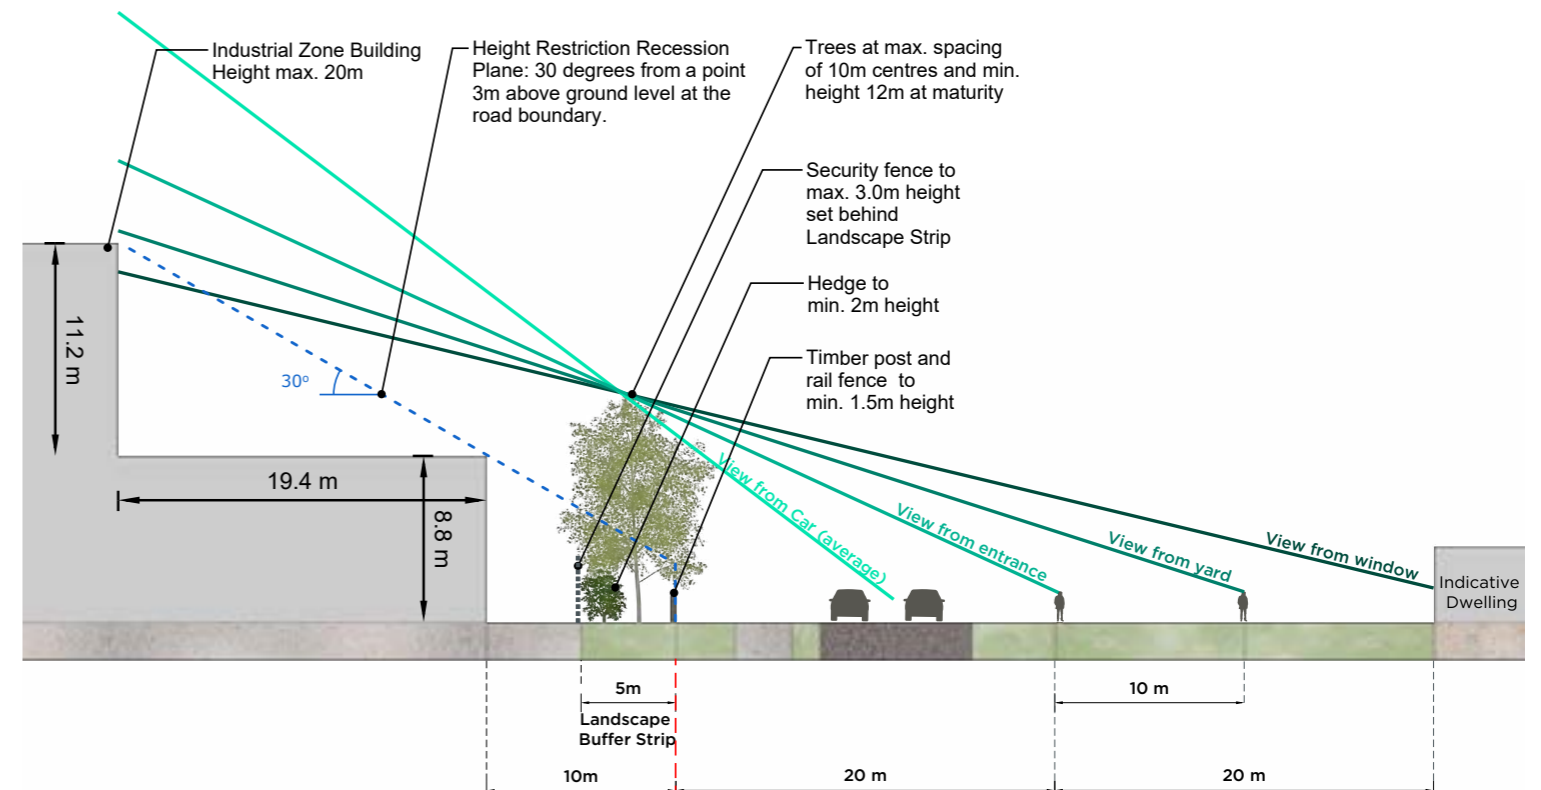 Industrial Zone Building
Height max. 20m
Height Restriction Recession
Plane: 30 degrees from a point
3m above ground level at the
road boundary.
Trees at max. spacing
of 10m centres and min.
height 12m at maturity
Security fence to
max. 3.0m height
set behind
Landscape Strip
Hedge to
min. 2m height
Timber post and
rail fence to
min. 1.5m height
11.2 m
30º
19.4 m
8.8 m
View from Car (average)
View from entrance
View from yard
View from window
Indicative
Dwelling
5m
Landscape
Buffer Strip
10 m
10m
20 m
20 m